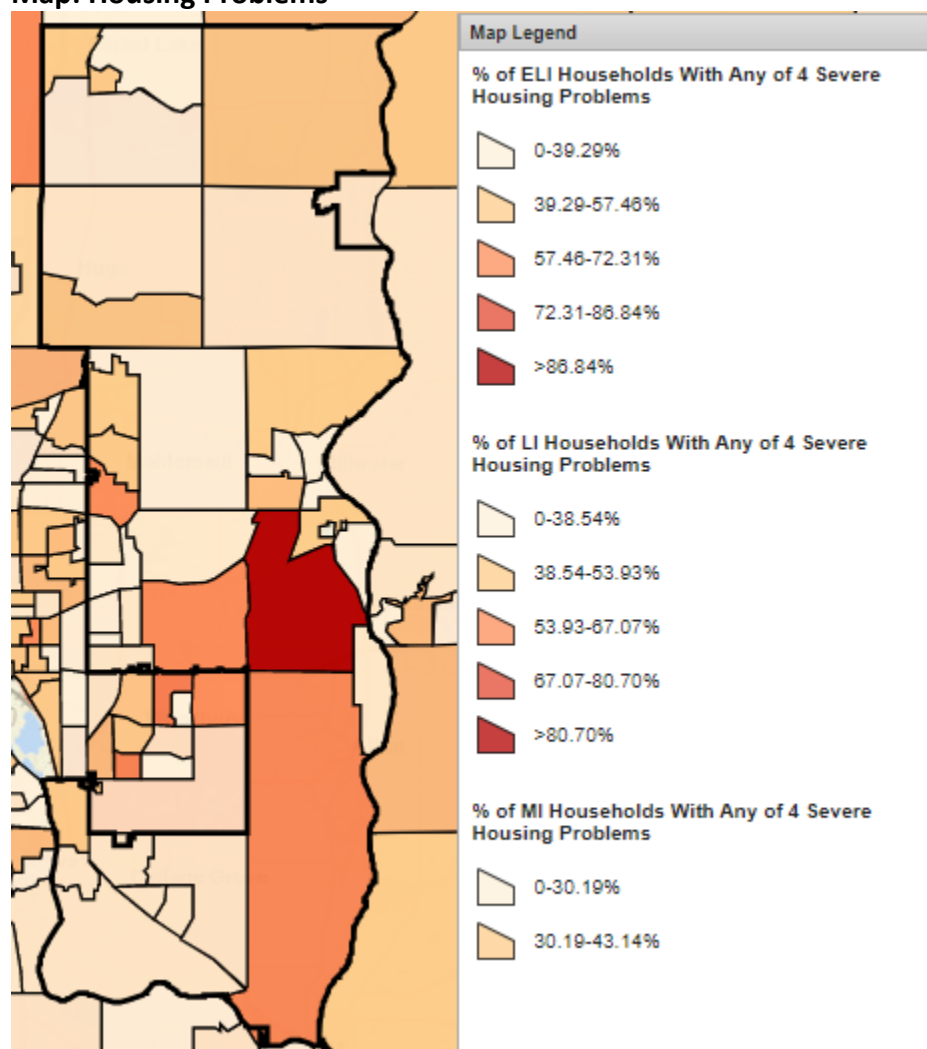 Map: Housing Problems
Map Legend
% of ELI Households With Any of 4 Severe
Housing Problems
0-39.29%
39.29-57.46%
57.46-72.31%
72.31-86.84%
>86.84%
% of LI Households With Any of 4 Severe
Housing Problems
0-38.54%
38.54-53.93%
53.93-67.07%
67.07-80.70%
>80.70%
% of MI Households With Any of 4 Severe
Housing Problems
0-30.19%
30.19-43.14%